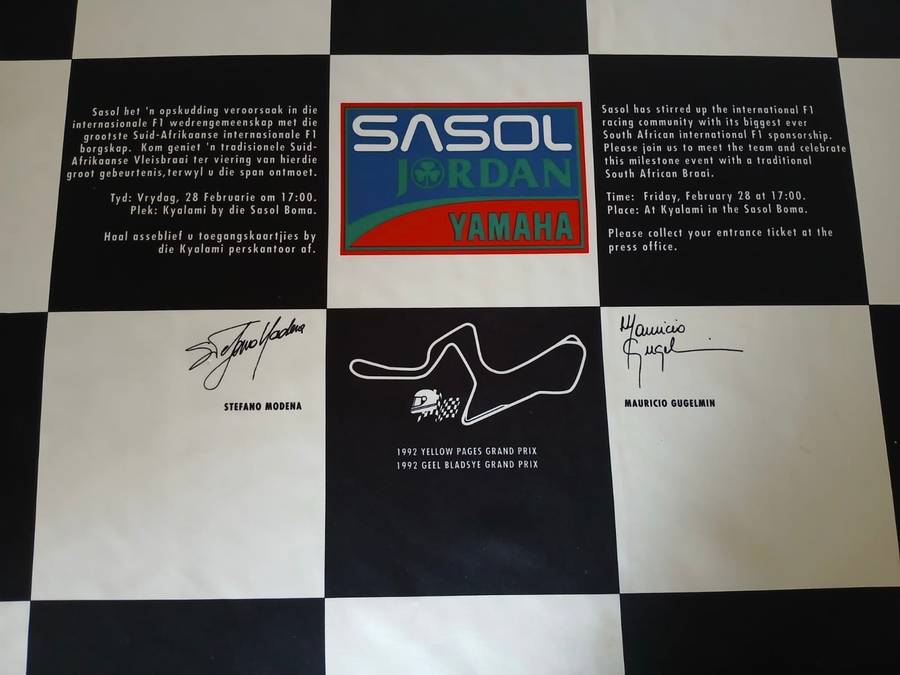 Sasol het 'n opskudding veroorsaak in die
internasionale F1 wedrengemeenskap met die
grootste Suid-Afrikaanse internasionale F1
borgskap. Kom geniet 'n tradisionele Suid-
Afrikaanse Vleisbraai ter viering van hierdie
groot gebeurtenis,terwyl u die span ontmoet.
Tyd: Vrydag, 28 Februarie om 17:00.
Plek: Kyalami by die Sasol Boma.
Haal asseblief u toegangskaartjies by
die Kyalami perskantoor af.
SASOL
JORDAN
YAMAHA
Sasol has stirred up the international F1
racing community with its biggest ever
South African international F1 sponsorship.
Please join us to meet the team and celebrate
this milestone event with a traditional
South African Braai.
Time: Friday, February 28 at 17:00.
Place: At Kyalami in the Sasol Boma.
Please collect your entrance ticket at the
press office.
Stefano Modena
STEFANO MODENA
1992 YELLOW PAGES GRAND PRIX
1992 GEEL BLADSYE GRAND PRIX
Mauricio
Gugelmin
MAURICIO GUGELMIN